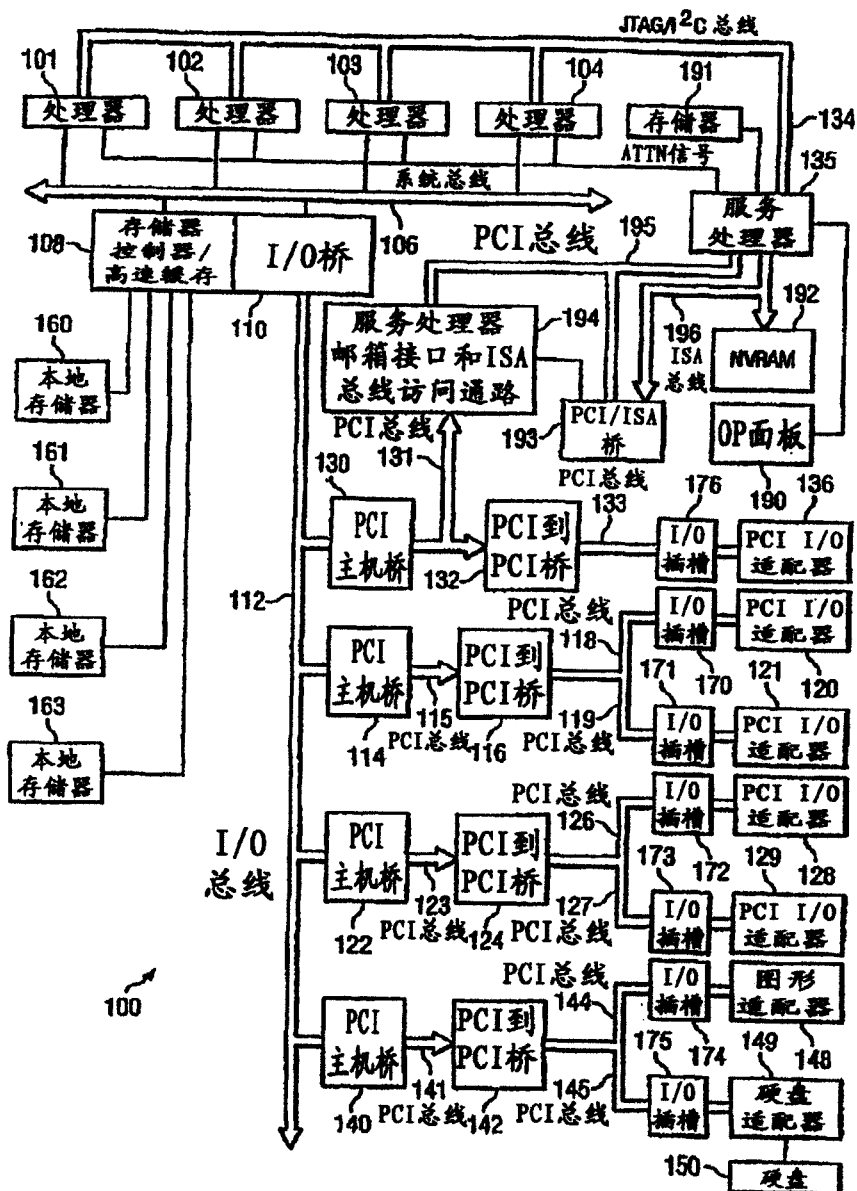 JTAG/I²C 总线
101
102
103
104
191
处理器
处理器
处理器
处理器
存储器
134
ATTN信号
135
系统总线
106
服务
处理器
108
存储器
控制器/
高速缓存
I/O桥
110
PCI总线
195
194
服务处理器
邮箱接口和ISA
总线访问通路
196
ISA
总线
192
NVRAM
160
本地
存储器
PCI总线
131
193
PCI/ISA
桥
OP面板
190
161
本地
存储器
130
PCI
主机桥
PCI总线
133
PCI到
PCI桥
132
176
I/O
插槽
136
PCI I/O
适配器
112
162
本地
存储器
PCI总线
118
I/O
插槽
170
PCI I/O
适配器
120
PCI
主机桥
114
115
PCI总线
PCI到
PCI桥
116
119
PCI总线
171
I/O
插槽
121
PCI I/O
适配器
163
本地
存储器
PCI总线
126
I/O
插槽
172
PCI I/O
适配器
128
I/O
总线
PCI
主机桥
122
123
PCI总线
PCI到
PCI桥
124
127
PCI总线
173
I/O
插槽
129
PCI I/O
适配器
100
PCI总线
144
I/O
插槽
174
图形
适配器
148
PCI
主机桥
140
141
PCI总线
PCI到
PCI桥
142
145
PCI总线
175
I/O
插槽
149
硬盘
适配器
150
硬盘